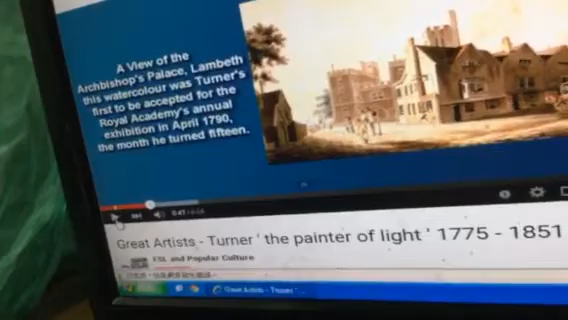 A View of the
Archbishop's Palace, Lambeth
this watercolour was Turner's
first to be accepted for the
Royal Academy's annual
exhibition in April 1790,
the month he turned fifteen.
Great Artists - Turner ' the painter of light ' 1775 - 1851
ESL and Popular Culture
Great Artists - Turner '